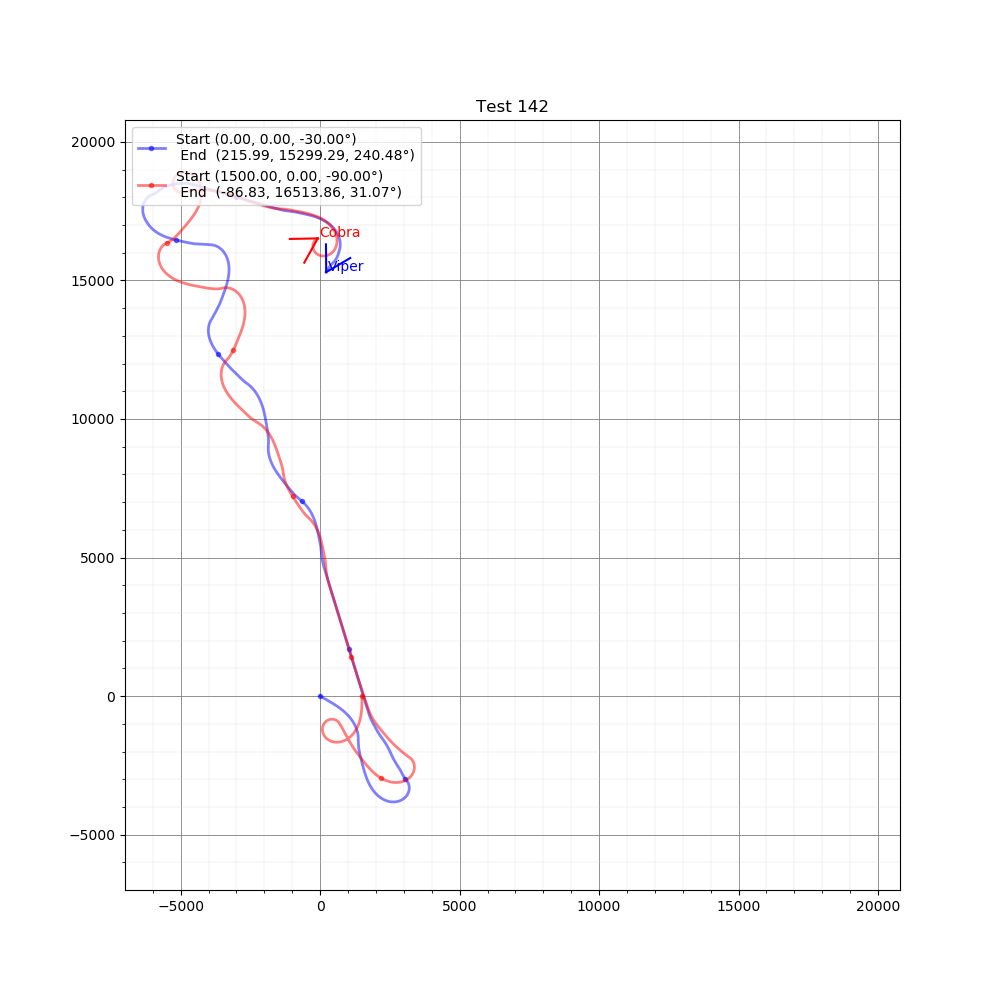 Test 142
Start (0.00, 0.00, -30.00°)
End (215.99, 15299.29, 240.48°)
Start (1500.00, 0.00, -90.00°)
End (-86.83, 16513.86, 31.07°)
Cobra
Viper
20000
15000
10000
5000
0
−5000
−5000
0
5000
10000
15000
20000